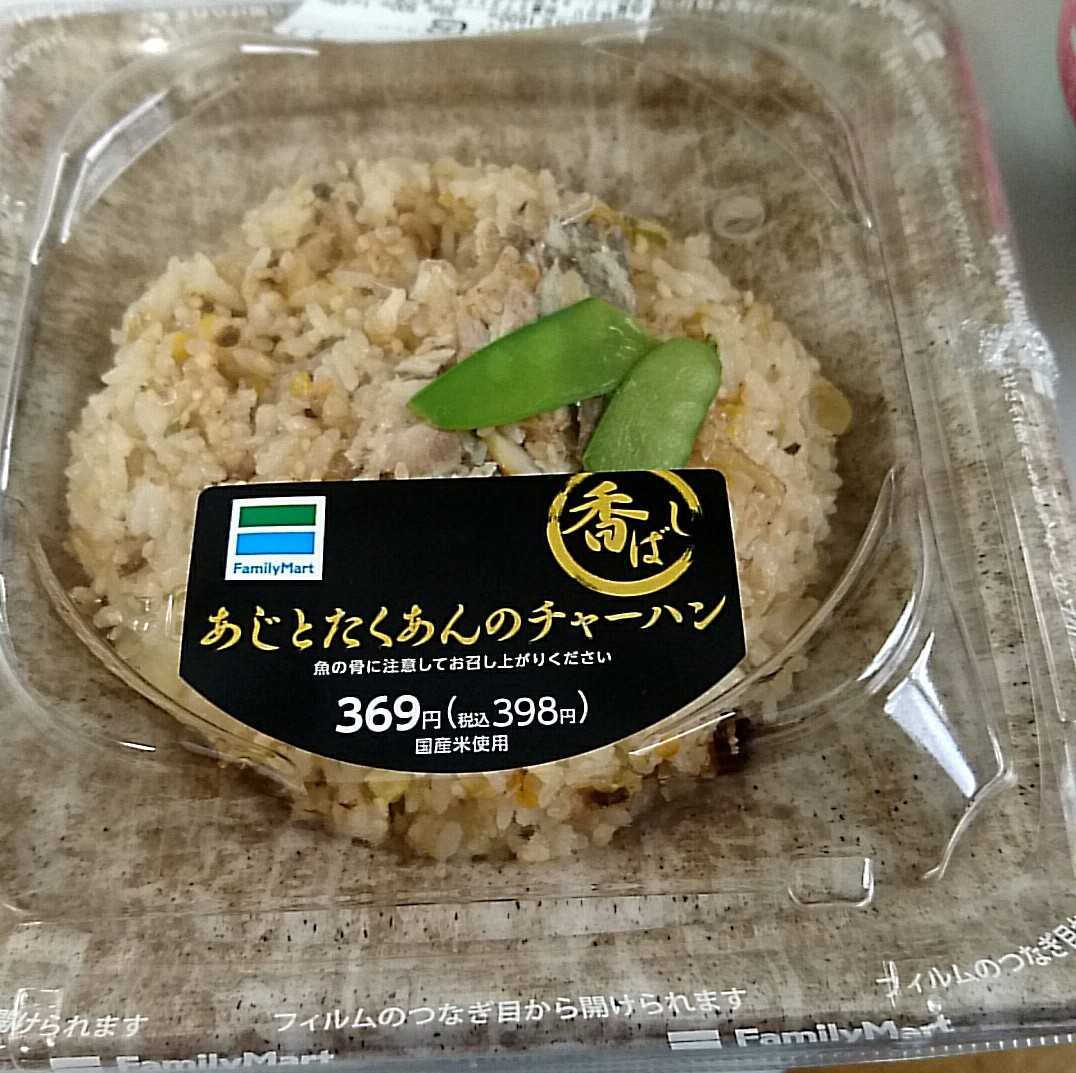 FamilyMart
香ばし
あじとたくあんのチャーハン
魚の骨に注意してお召し上がりください
369円(税込398円)
国産米使用
フィルムのつなぎ目から開けられます
ィルムのつなぎ目
けられます
FamilyMart
FamilyMart